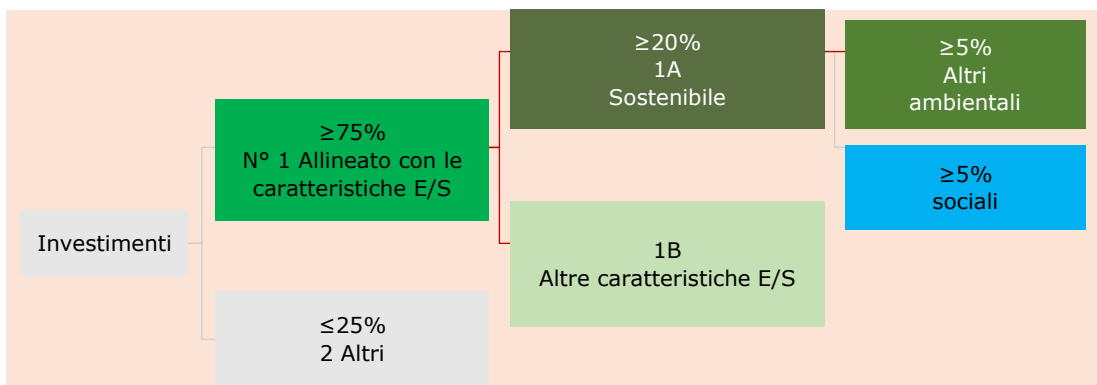 Investimenti
≥75%
N° 1 Allineato con le
caratteristiche E/S
≤25%
2 Altri
≥20%
1A
Sostenibile
1B
Altre caratteristiche E/S
≥5%
Altri
ambientali
≥5%
sociali